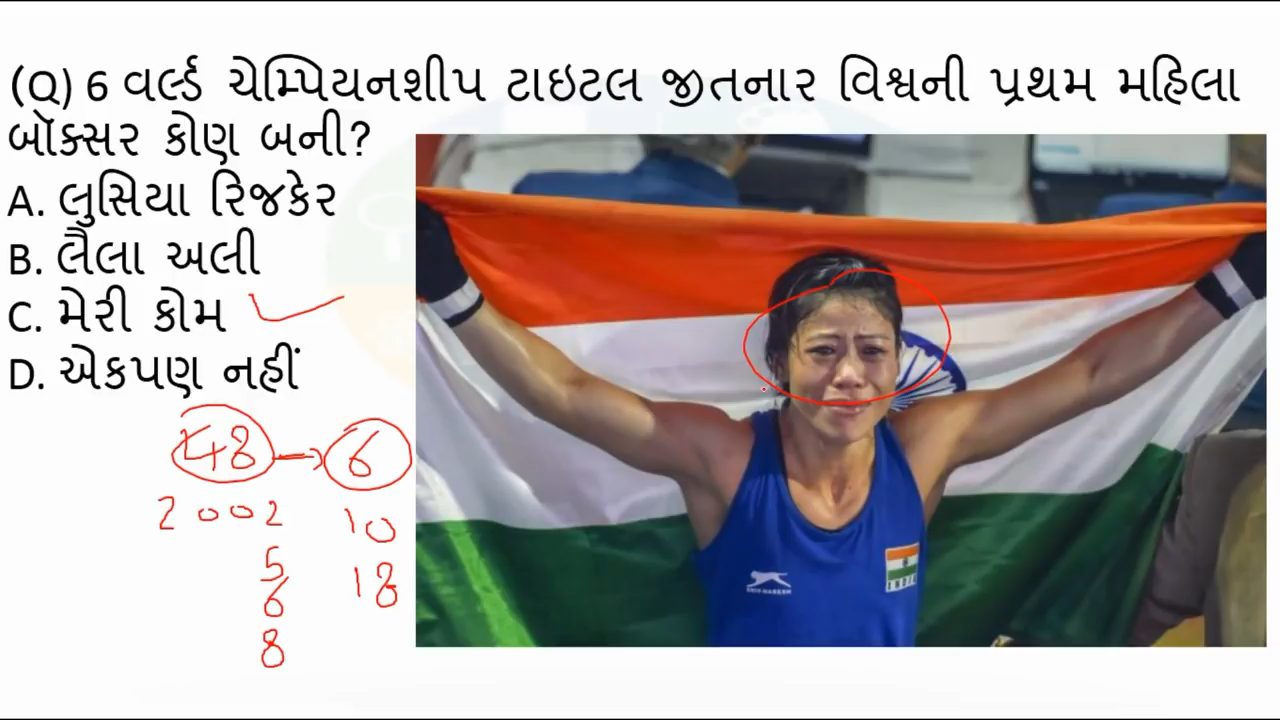 (Q) 6 વર્લ્ડ ચેમ્પિયનશીપ ટાઇટલ જીતનાર વિશ્વની પ્રથમ મહિલા
બૉક્સર કોણ બની?
A. લુસિયા રિજકેર
B. લૈલા અલી
C. મેરી કોમ
D. એકપણ નહીં
48 → 6
2002 10
5 18
6
8
INDIA